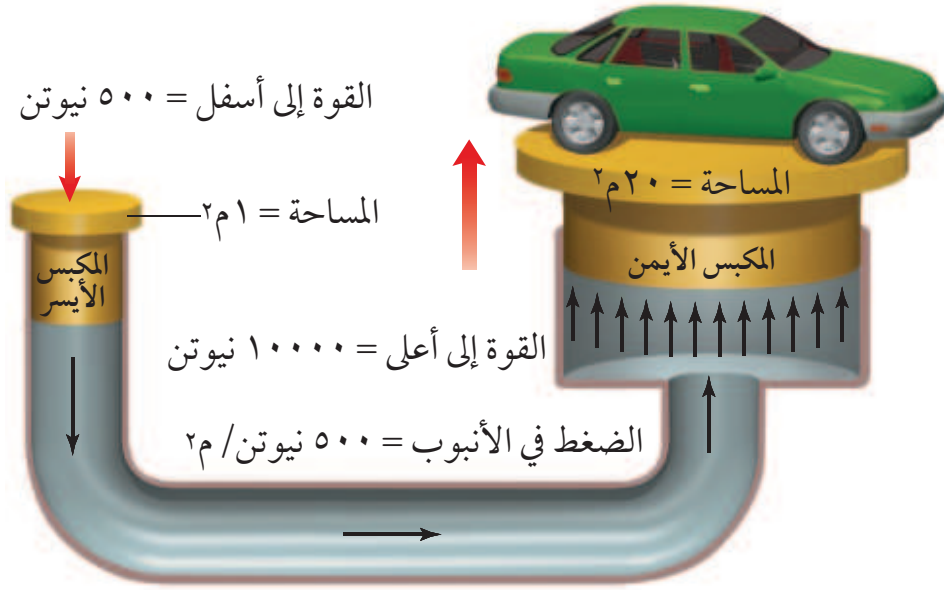 القوة إلى أسفل = ٥٠٠ نيوتن
المساحة = ٢٠ م٢
المساحة = ١ م٢
المكبس الأيمن
المكبس
الأيسر
القوة إلى أعلى = ١٠٠٠٠ نيوتن
الضغط في الأنبوب = ٥٠٠ نيوتن/ م٢